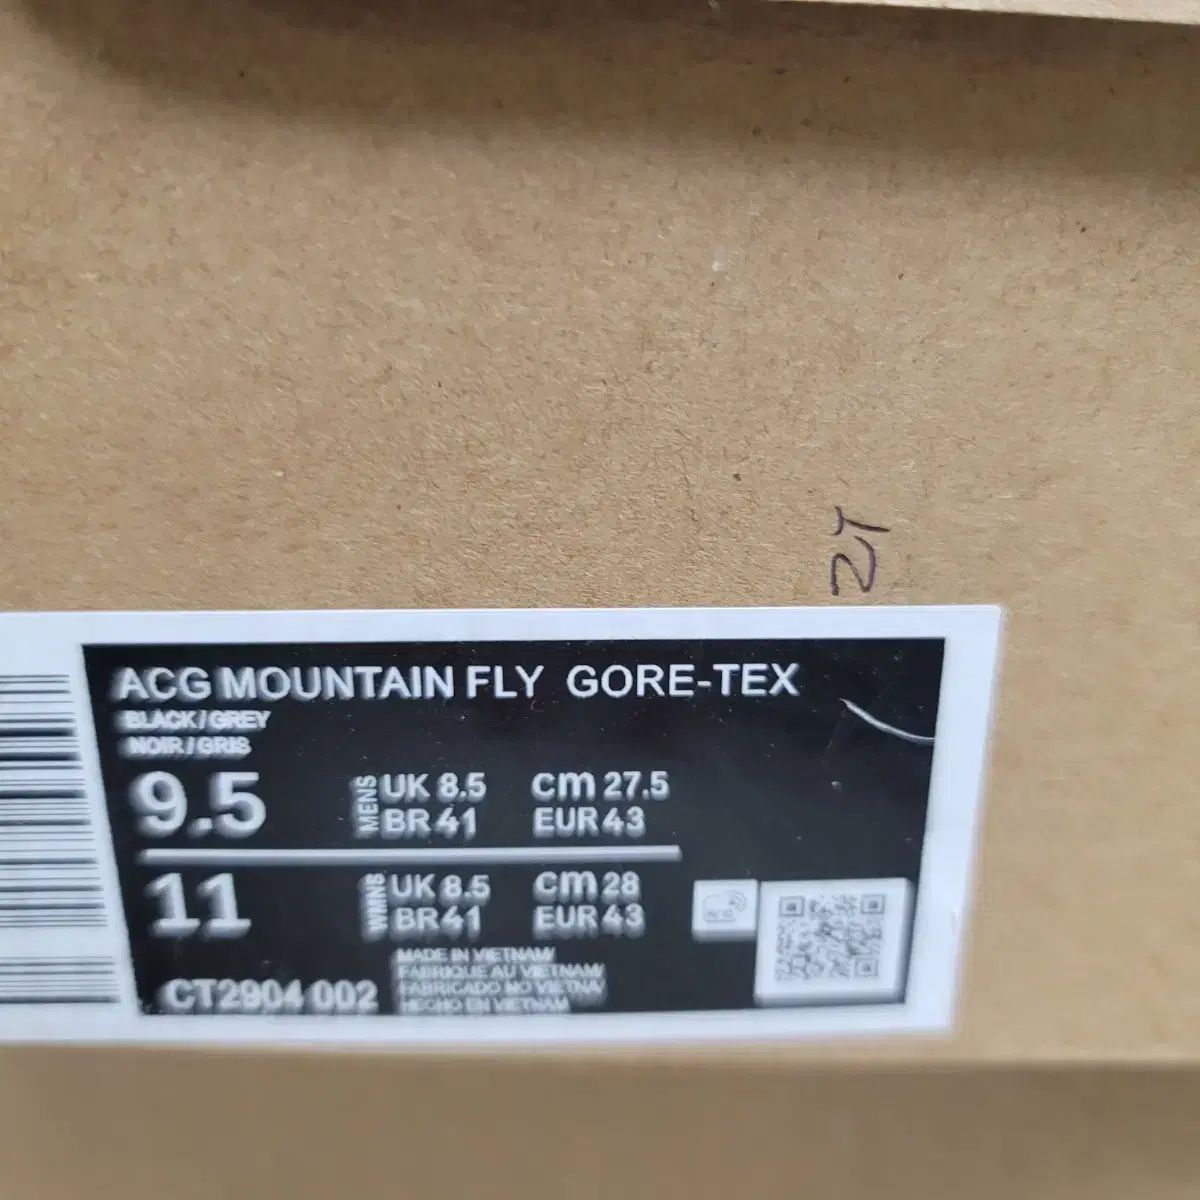 ZY
ACG MOUNTAIN FLY GORE-TEX
BLACK/GREY
NOIR/GRIS
9.5 MENS UK 8.5 cm 27.5
BR 41 EUR 43
11 WMNS UK 8.5 cm 28
BR 41 EUR 43
MADE IN VIETNAM/
FABRIQUE AU VIETNAM/
FABRICADO NO VIETNA/
HECHO EN VIETNAM
CT2904 002